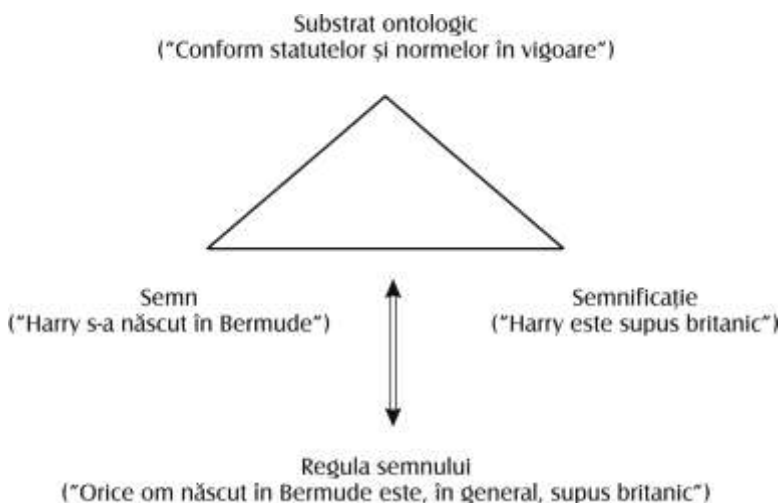 Substrat ontologic
("Conform statutelor și normelor în vigoare")
Semn
("Harry s-a născut în Bermude")
Semnificație
("Harry este supus britanic")
Regula semnului
("Orice om născut în Bermude este, în general, supus britanic")